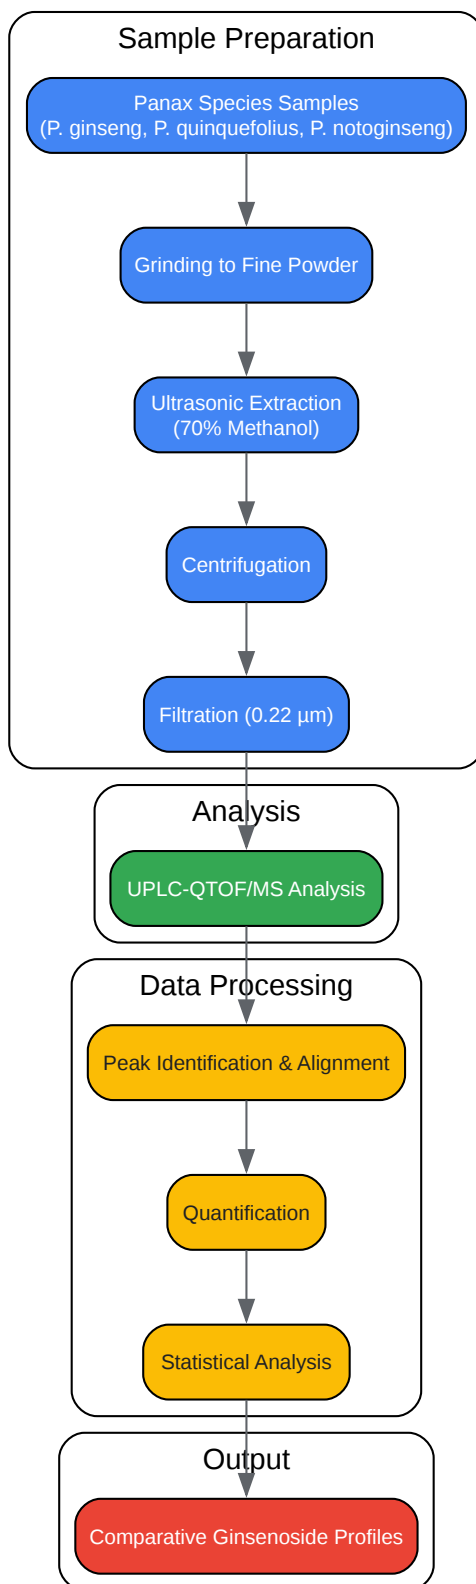 Sample Preparation
Panax Species Samples
(P. ginseng, P. quinquefolius, P. notoginseng)
Grinding to Fine Powder
Ultrasonic Extraction
(70% Methanol)
Centrifugation
Filtration (0.22 µm)
Analysis
UPLC-QTOF/MS Analysis
Data Processing
Peak Identification & Alignment
Quantification
Statistical Analysis
Output
Comparative Ginsenoside Profiles